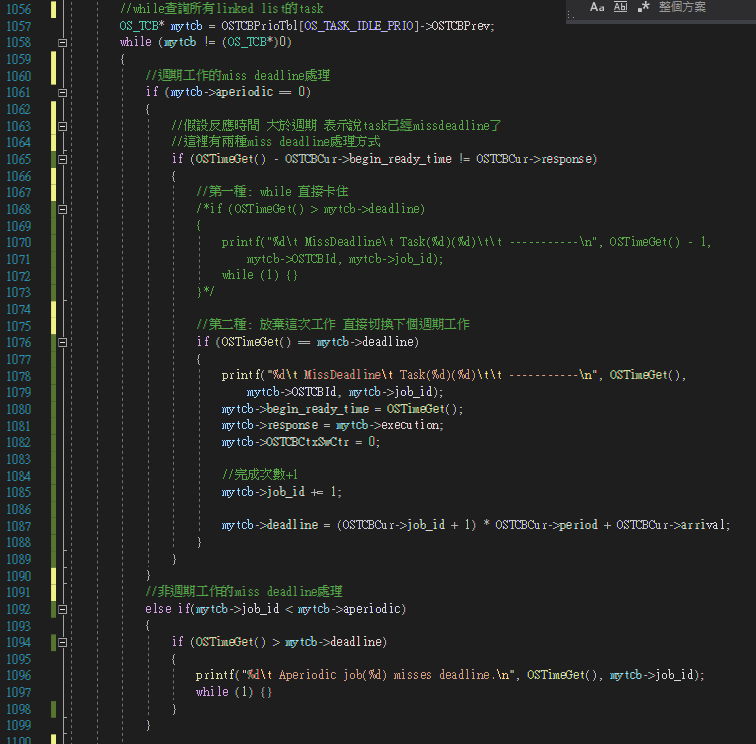 Aa Ab .* 整個方案
1056 //while查詢所有linked list的task
1057 OS_TCB* mytcb = OSTCBPrioTbl[OS_TASK_IDLE_PRIO]->OSTCBPrev;
1058 while (mytcb != (OS_TCB*)0)
1059 {
1060 //週期工作的miss deadline處理
1061 if (mytcb->aperiodic == 0)
1062 {
1063 //假設反應時間 大於週期 表示說task已經missdeadline了
1064 //這裡有兩種miss deadline處理方式
1065 if (OSTimeGet() - OSTCBCur->begin_ready_time != OSTCBCur->response)
1066 {
1067 //第一種: while 直接卡住
1068 /*if (OSTimeGet() > mytcb->deadline)
1069 {
1070 printf("%d\t MissDeadline\t Task(%d)(%d)\t\t -----------\n", OSTimeGet() - 1,
1071 mytcb->OSTCBId, mytcb->job_id);
1072 while (1) {}
1073 }*/
1074
1075 //第二種: 放棄這次工作 直接切換下個週期工作
1076 if (OSTimeGet() == mytcb->deadline)
1077 {
1078 printf("%d\t MissDeadline\t Task(%d)(%d)\t\t -----------\n", OSTimeGet(),
1079 mytcb->OSTCBId, mytcb->job_id);
1080 mytcb->begin_ready_time = OSTimeGet();
1081 mytcb->response = mytcb->execution;
1082 mytcb->OSTCBCtxSwCtr = 0;
1083
1084 //完成次數+1
1085 mytcb->job_id += 1;
1086
1087 mytcb->deadline = (OSTCBCur->job_id + 1) * OSTCBCur->period + OSTCBCur->arrival;
1088 }
1089 }
1090 }
1091 //非週期工作的miss deadline處理
1092 else if(mytcb->job_id < mytcb->aperiodic)
1093 {
1094 if (OSTimeGet() > mytcb->deadline)
1095 {
1096 printf("%d\t Aperiodic job(%d) misses deadline.\n", OSTimeGet(), mytcb->job_id);
1097 while (1) {}
1098 }
1099 }
1100